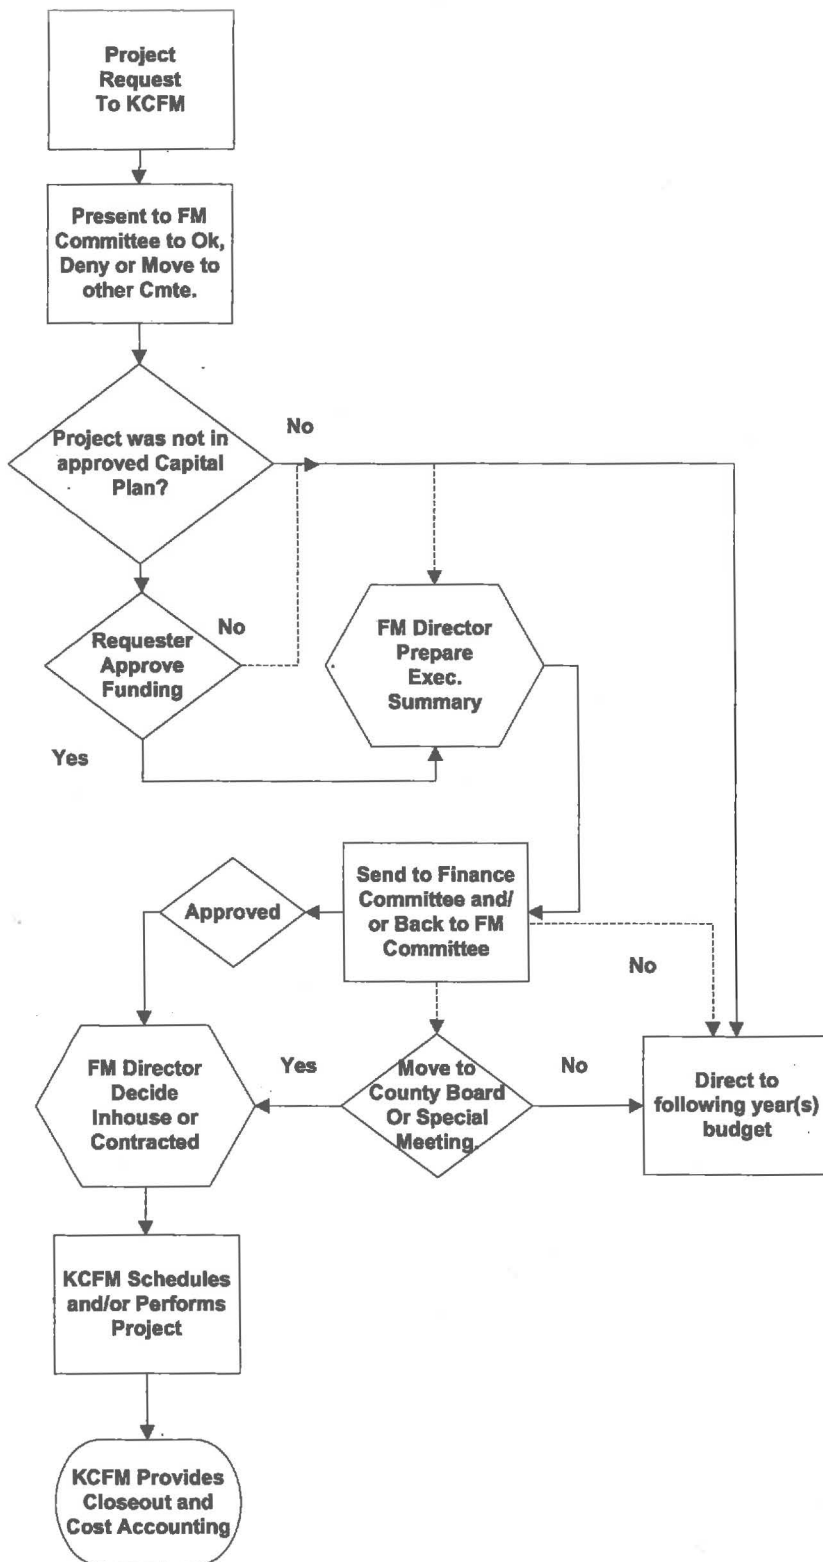 Project
Request
To KCFM
Present to FM
Committee to Ok,
Deny or Move to
other Cmte.
No
Project was not in
approved Capital
Plan?
No
Requester
Approve
Funding
FM Director
Prepare
Exec.
Summary
Yes
Send to Finance
Committee and/
or Back to FM
Committee
Approved
No
FM Director
Decide
Inhouse or
Contracted
Yes
Move to
County Board
Or Special
Meeting.
No
Direct to
following year(s)
budget
KCFM Schedules
and/or Performs
Project
KCFM Provides
Closeout and
Cost Accounting